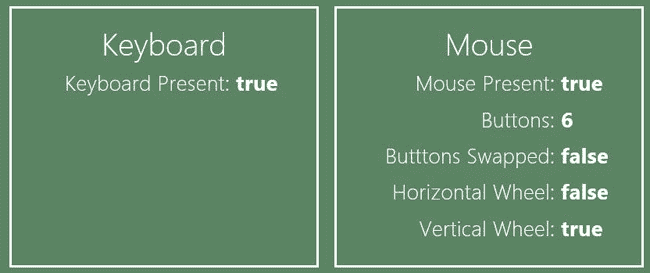 Keyboard
Keyboard Present: true
Mouse
Mouse Present: true
Buttons: 6
Butttons Swapped: false
Horizontal Wheel: false
Vertical Wheel: true